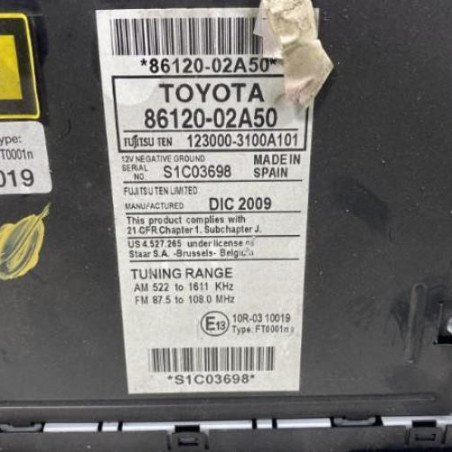 *86120-02A50*
TOYOTA
86120-02A50
FUJITSU TEN 123000-3100A101
12V NEGATIVE GROUND
MADE IN SPAIN
SERIAL NO S1C03698
FUJITSU TEN LIMITED
MANUFACTURED DIC 2009
This product complies with
21 CFR Chapter 1. Subchapter J.
US 4.527.265 under license of
Staar S.A. -Brussels- Belgium
TUNING RANGE
AM 522 to 1611 KHz
FM 87.5 to 108.0 MHz
E13 10R-03 10019
Type: FT0001n
*S1C03698*
ype:
T0001n
019